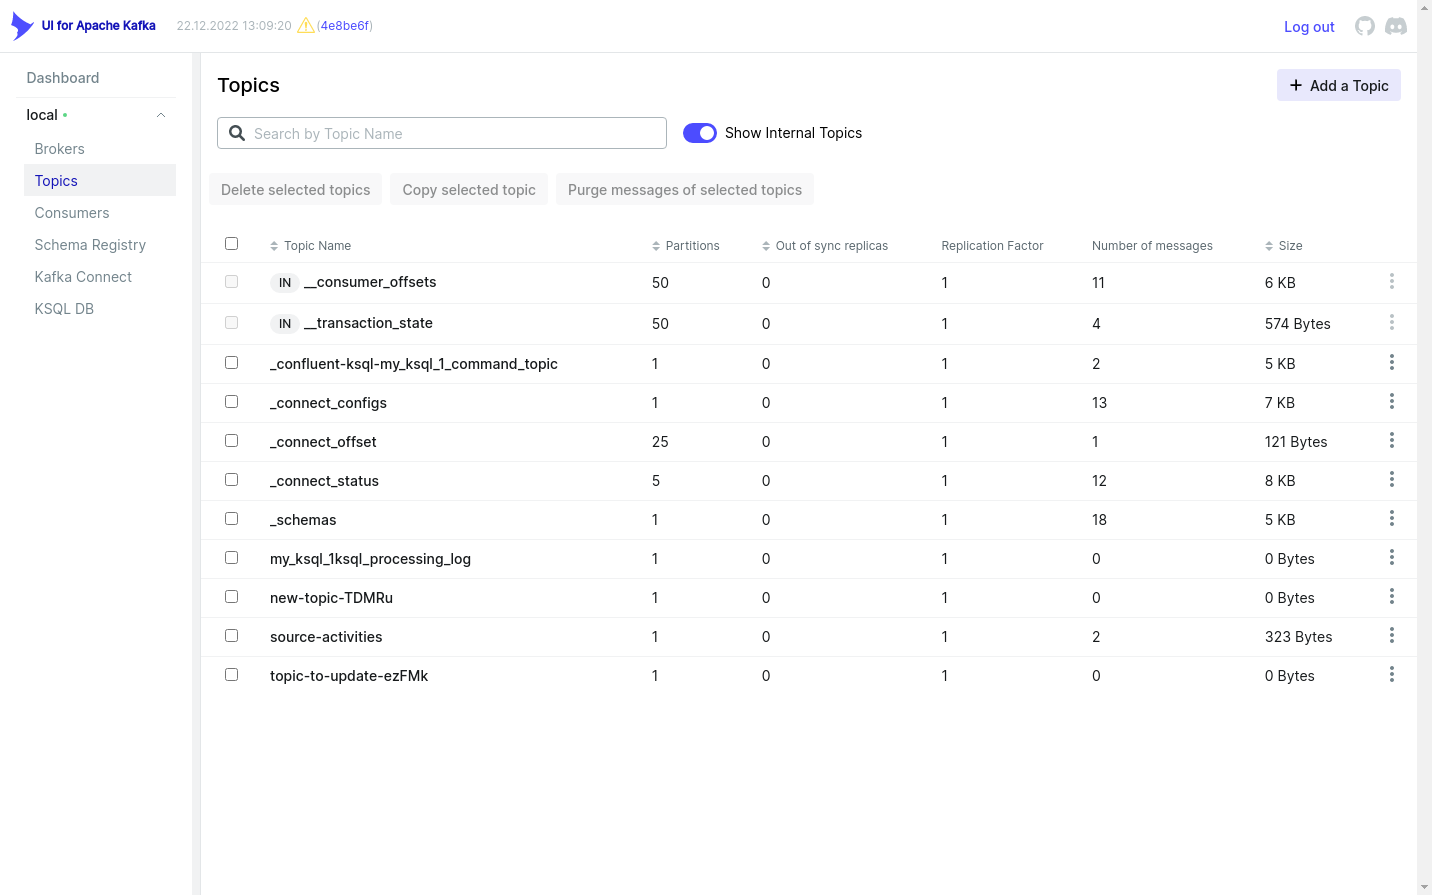 UI for Apache Kafka 22.12.2022 13:09:20 (4e8be6f) Log out
Dashboard
local
Brokers
Topics
Consumers
Schema Registry
Kafka Connect
KSQL DB
Topics
Add a Topic
Search by Topic Name
Show Internal Topics
Delete selected topics Copy selected topic Purge messages of selected topics
Topic Name Partitions Out of sync replicas Replication Factor Number of messages Size
IN __consumer_offsets 50 0 1 11 6 KB
IN __transaction_state 50 0 1 4 574 Bytes
_confluent-ksql-my_ksql_1_command_topic 1 0 1 2 5 KB
_connect_configs 1 0 1 13 7 KB
_connect_offset 25 0 1 1 121 Bytes
_connect_status 5 0 1 12 8 KB
_schemas 1 0 1 18 5 KB
my_ksql_1ksql_processing_log 1 0 1 0 0 Bytes
new-topic-TDMRu 1 0 1 0 0 Bytes
source-activities 1 0 1 2 323 Bytes
topic-to-update-ezFMk 1 0 1 0 0 Bytes